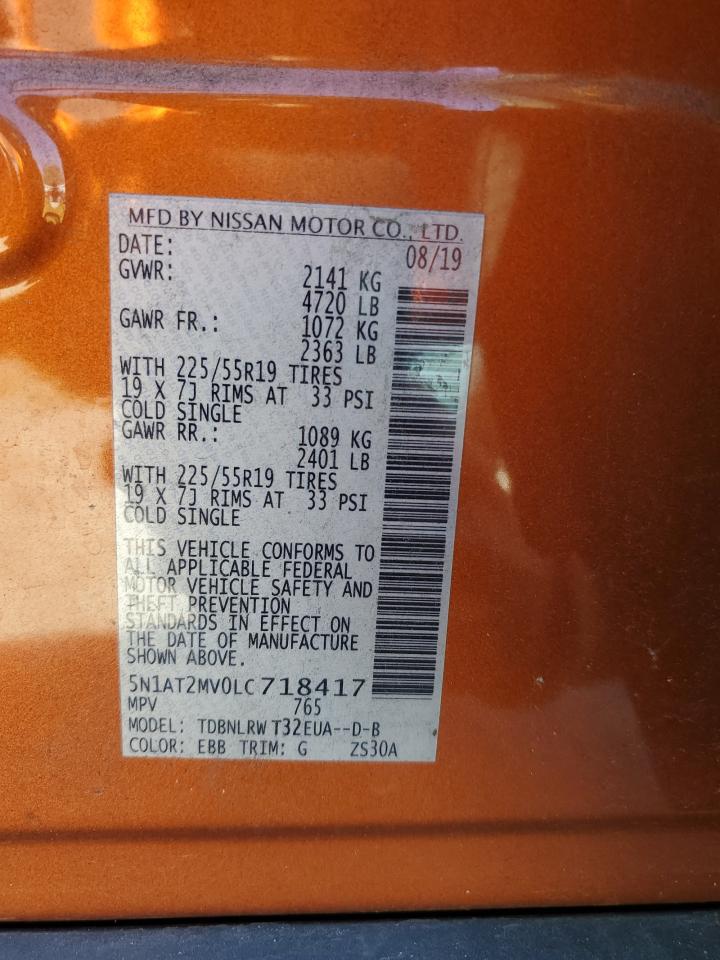 MFD BY NISSAN MOTOR CO., LTD.
DATE: 08/19
GVWR: 2141 KG
4720 LB
GAWR FR.: 1072 KG
2363 LB
WITH 225/55R19 TIRES
19 X 7J RIMS AT 33 PSI
COLD SINGLE
GAWR RR.: 1089 KG
2401 LB
WITH 225/55R19 TIRES
19 X 7J RIMS AT 33 PSI
COLD SINGLE
THIS VEHICLE CONFORMS TO
ALL APPLICABLE FEDERAL
MOTOR VEHICLE SAFETY AND
THEFT PREVENTION
STANDARDS IN EFFECT ON
THE DATE OF MANUFACTURE
SHOWN ABOVE.
5N1AT2MV0LC718417
MPV 765
MODEL: TDBNLRW T32EUA--D-B
COLOR: EBB TRIM: G ZS30A